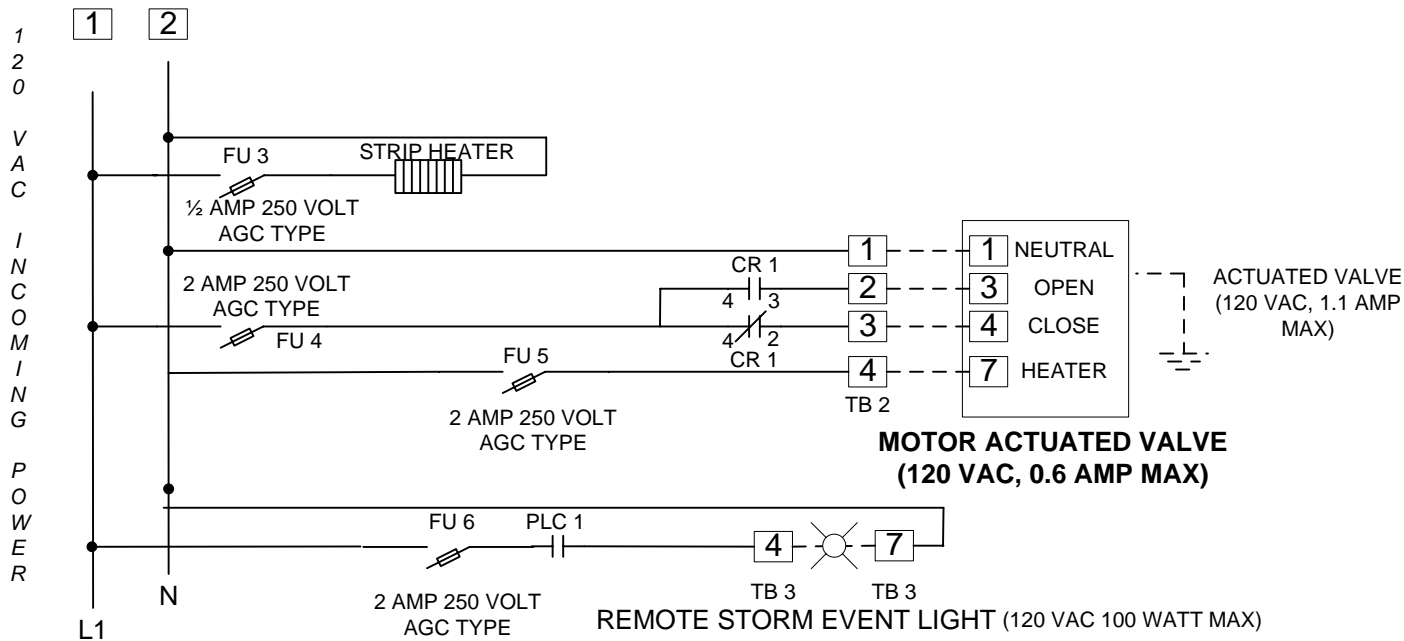 1 2
120 VAC INCOMING POWER
FU 3
STRIP HEATER
½ AMP 250 VOLT
AGC TYPE
1 1 NEUTRAL
CR 1
4 3
2 3 OPEN
2 AMP 250 VOLT
AGC TYPE
FU 4
3
4 2
CR 1
3 4 CLOSE
FU 5
4 7 HEATER
TB 2
2 AMP 250 VOLT
AGC TYPE
ACTUATED VALVE
(120 VAC, 1.1 AMP
MAX)
MOTOR ACTUATED VALVE
(120 VAC, 0.6 AMP MAX)
FU 6
PLC 1
4 7
TB 3 TB 3
2 AMP 250 VOLT
AGC TYPE
REMOTE STORM EVENT LIGHT (120 VAC 100 WATT MAX)
N
L1